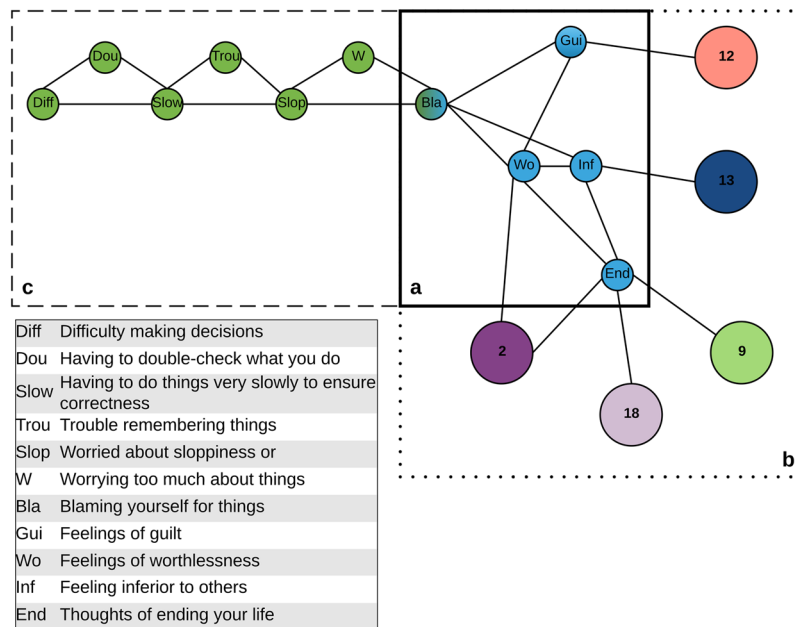 Gui
12
Dou
Trou
W
Diff
Slow
Slop
Bla
Wo
Inf
13
End
c
a
2
9
18
b
Diff Difficulty making decisions
Dou Having to double-check what you do
Slow Having to do things very slowly to ensure
correctness
Trou Trouble remembering things
Slop Worried about sloppiness or
W Worrying too much about things
Bla Blaming yourself for things
Gui Feelings of guilt
Wo Feelings of worthlessness
Inf Feeling inferior to others
End Thoughts of ending your life